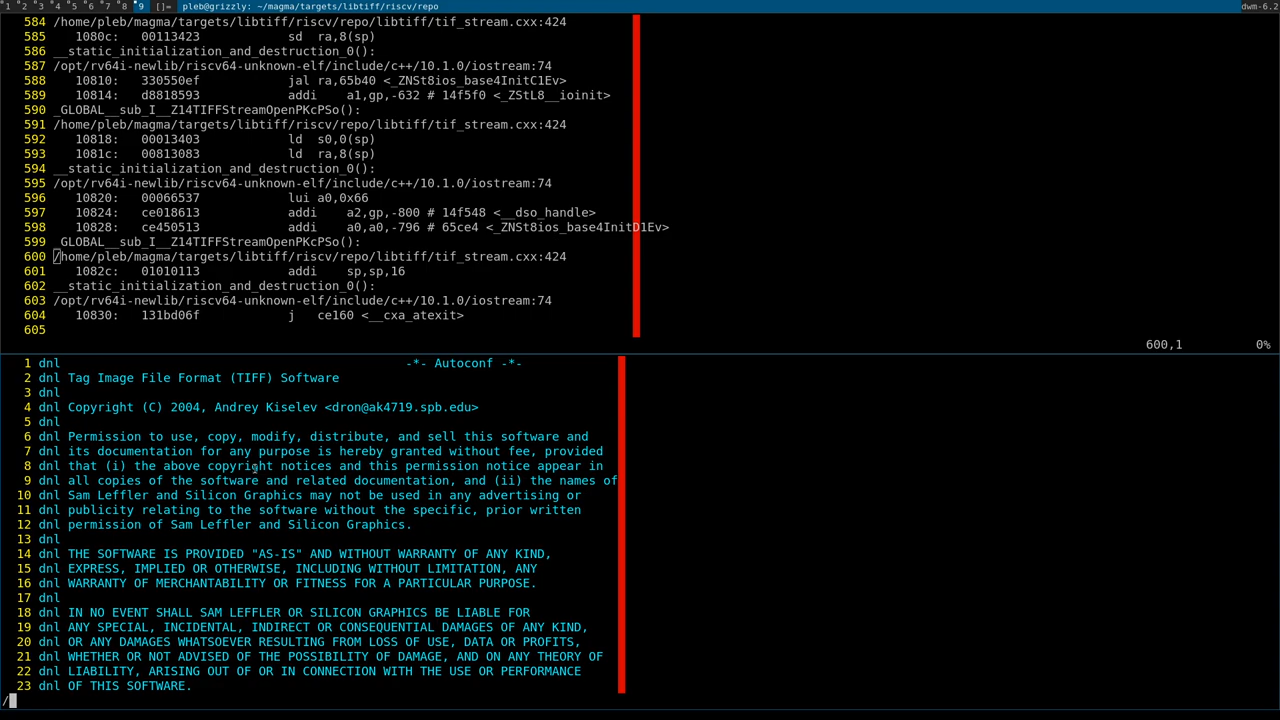 1 2 3 4 5 6 7 8 9 []= pleb@grizzly: ~/magma/targets/libtiff/riscv/repo dwm-6.2
584 /home/pleb/magma/targets/libtiff/riscv/repo/libtiff/tif_stream.cxx:424
585 1080c: 00113423 sd ra,8(sp)
586 __static_initialization_and_destruction_0():
587 /opt/rv64i-newlib/riscv64-unknown-elf/include/c++/10.1.0/iostream:74
588 10810: 330550ef jal ra,65b40 <_ZNSt8ios_base4InitC1Ev>
589 10814: d8818593 addi a1,gp,-632 # 14f5f0 <_ZStL8__ioinit>
590 _GLOBAL__sub_I__Z14TIFFStreamOpenPKcPSo():
591 /home/pleb/magma/targets/libtiff/riscv/repo/libtiff/tif_stream.cxx:424
592 10818: 00013403 ld s0,0(sp)
593 1081c: 00813083 ld ra,8(sp)
594 __static_initialization_and_destruction_0():
595 /opt/rv64i-newlib/riscv64-unknown-elf/include/c++/10.1.0/iostream:74
596 10820: 00066537 lui a0,0x66
597 10824: ce018613 addi a2,gp,-800 # 14f548 <__dso_handle>
598 10828: ce450513 addi a0,a0,-796 # 65ce4 <_ZNSt8ios_base4InitD1Ev>
599 _GLOBAL__sub_I__Z14TIFFStreamOpenPKcPSo():
600 /home/pleb/magma/targets/libtiff/riscv/repo/libtiff/tif_stream.cxx:424
601 1082c: 01010113 addi sp,sp,16
602 __static_initialization_and_destruction_0():
603 /opt/rv64i-newlib/riscv64-unknown-elf/include/c++/10.1.0/iostream:74
604 10830: 131bd06f j ce160 <__cxa_atexit>
605
600,1 0%
1 dnl -*- Autoconf -*-
2 dnl Tag Image File Format (TIFF) Software
3 dnl
4 dnl Copyright (C) 2004, Andrey Kiselev <dron@ak4719.spb.edu>
5 dnl
6 dnl Permission to use, copy, modify, distribute, and sell this software and
7 dnl its documentation for any purpose is hereby granted without fee, provided
8 dnl that (i) the above copyright notices and this permission notice appear in
9 dnl all copies of the software and related documentation, and (ii) the names of
10 dnl Sam Leffler and Silicon Graphics may not be used in any advertising or
11 dnl publicity relating to the software without the specific, prior written
12 dnl permission of Sam Leffler and Silicon Graphics.
13 dnl
14 dnl THE SOFTWARE IS PROVIDED "AS-IS" AND WITHOUT WARRANTY OF ANY KIND,
15 dnl EXPRESS, IMPLIED OR OTHERWISE, INCLUDING WITHOUT LIMITATION, ANY
16 dnl WARRANTY OF MERCHANTABILITY OR FITNESS FOR A PARTICULAR PURPOSE.
17 dnl
18 dnl IN NO EVENT SHALL SAM LEFFLER OR SILICON GRAPHICS BE LIABLE FOR
19 dnl ANY SPECIAL, INCIDENTAL, INDIRECT OR CONSEQUENTIAL DAMAGES OF ANY KIND,
20 dnl OR ANY DAMAGES WHATSOEVER RESULTING FROM LOSS OF USE, DATA OR PROFITS,
21 dnl WHETHER OR NOT ADVISED OF THE POSSIBILITY OF DAMAGE, AND ON ANY THEORY OF
22 dnl LIABILITY, ARISING OUT OF OR IN CONNECTION WITH THE USE OR PERFORMANCE
23 dnl OF THIS SOFTWARE.
/